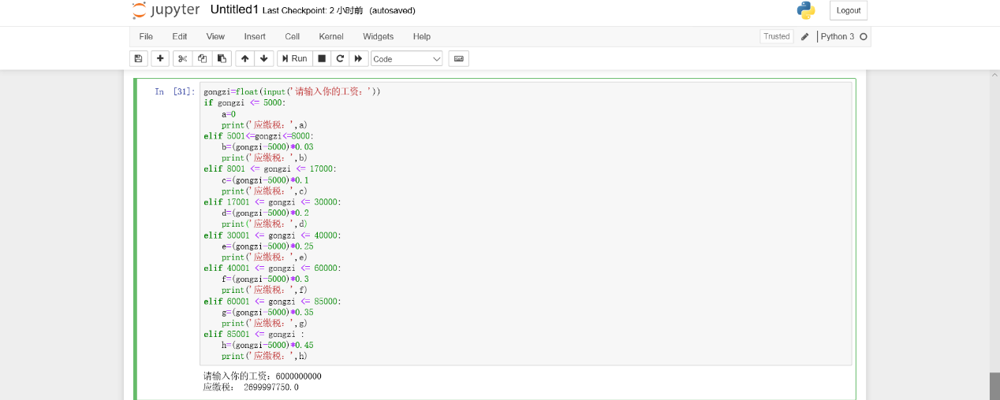 jupyter Untitled1 Last Checkpoint: 2 小时前 (autosaved) Logout
File Edit View Insert Cell Kernel Widgets Help Trusted Python 3
Run Code
In [31]: gongzi=float(input('请输入你的工资：'))
if gongzi <= 5000:
    a=0
    print('应缴税：',a)
elif 5001<=gongzi<=8000:
    b=(gongzi-5000)*0.03
    print('应缴税：',b)
elif 8001 <= gongzi <= 17000:
    c=(gongzi-5000)*0.1
    print('应缴税：',c)
elif 17001 <= gongzi <= 30000:
    d=(gongzi-5000)*0.2
    print('应缴税：',d)
elif 30001 <= gongzi <= 40000:
    e=(gongzi-5000)*0.25
    print('应缴税：',e)
elif 40001 <= gongzi <= 60000:
    f=(gongzi-5000)*0.3
    print('应缴税：',f)
elif 60001 <= gongzi <= 85000:
    g=(gongzi-5000)*0.35
    print('应缴税：',g)
elif 85001 <= gongzi :
    h=(gongzi-5000)*0.45
    print('应缴税：',h)
请输入你的工资：6000000000
应缴税： 2699997750.0